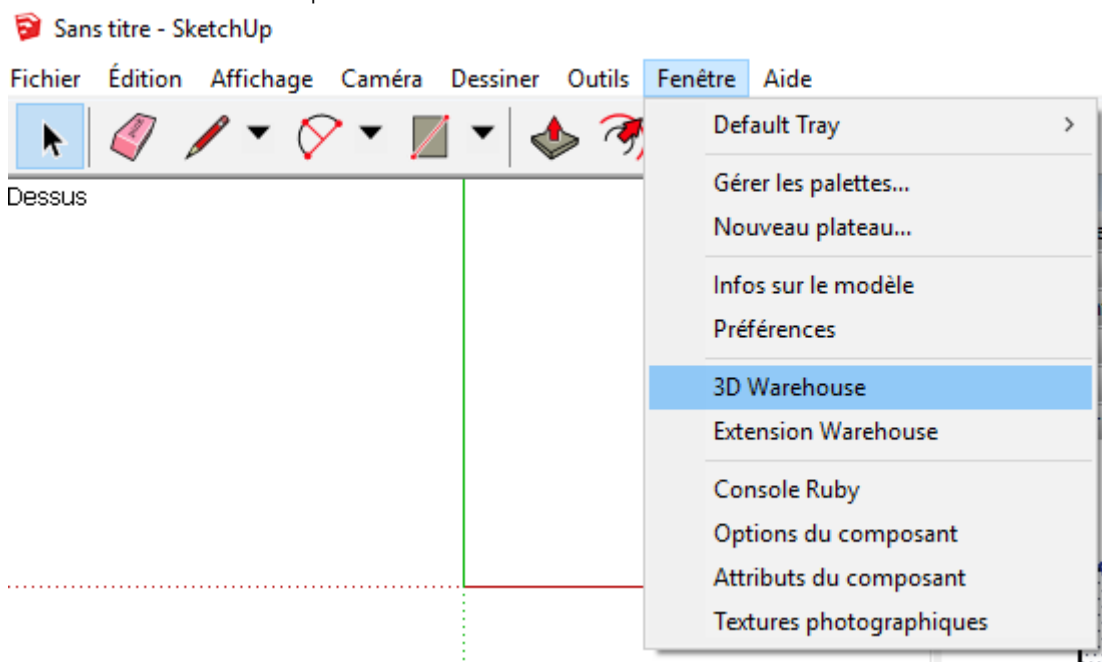 Sans titre - SketchUp
Fichier Édition Affichage Caméra Dessiner Outils Fenêtre Aide
Dessus
Default Tray
Gérer les palettes...
Nouveau plateau...
Infos sur le modèle
Préférences
3D Warehouse
Extension Warehouse
Console Ruby
Options du composant
Attributs du composant
Textures photographiques